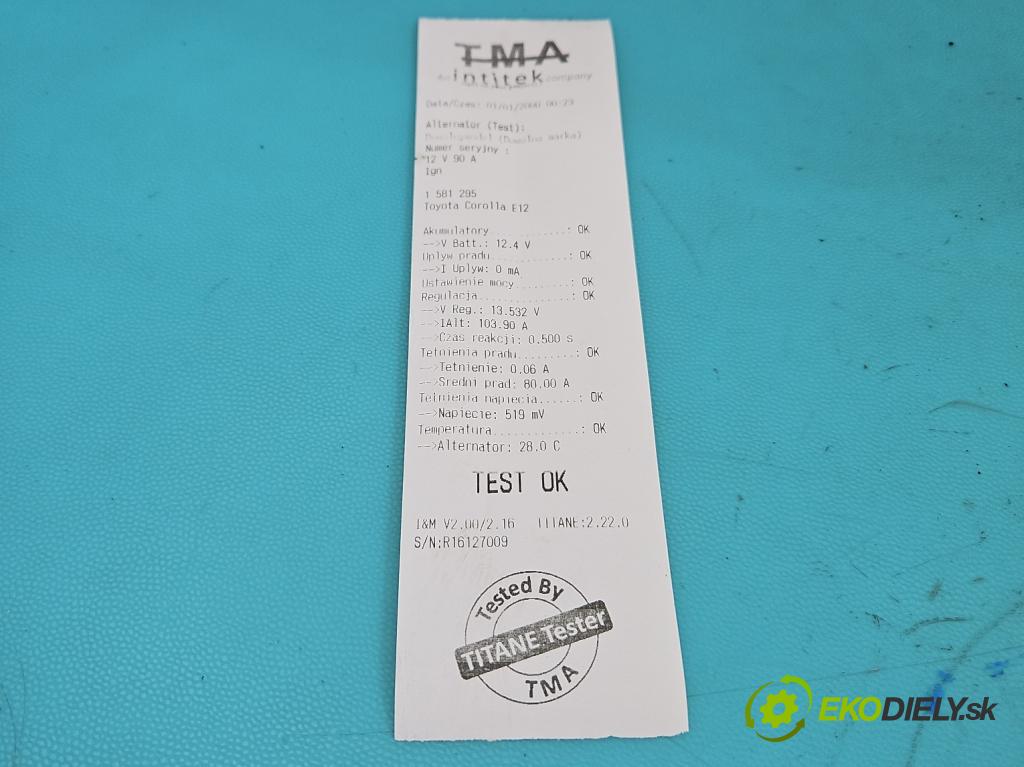 TMA
An intitek company
Data/Czas: 01/01/2000 00:23
Alternator (Test):
marka)
Numer seryjny :
12 V 90 A
Ign
1 581 295
Toyota Corolla E12
Akumulatory............: OK
-->V Batt.: 12.4 V
Uplyw pradu............: OK
-->I Uplyw: 0 mA
Ustawienie mocy........: OK
Regulacja..............: OK
-->V Reg.: 13.532 V
-->IAlt: 103.90 A
-->Czas reakcji: 0.500 s
Tetnienia pradu.........: OK
-->Tetnienie: 0.06 A
-->Sredni prad: 80.00 A
Tetnienia napiecia......: OK
-->Napiecie: 519 mV
Temperatura.............: OK
-->Alternator: 28.0 C
TEST OK
I&M V2.00/2.16 TITANE:2.22.0
S/N:R16127009
Tested By
TITANE Tester
TMA
EKODIELY.sk